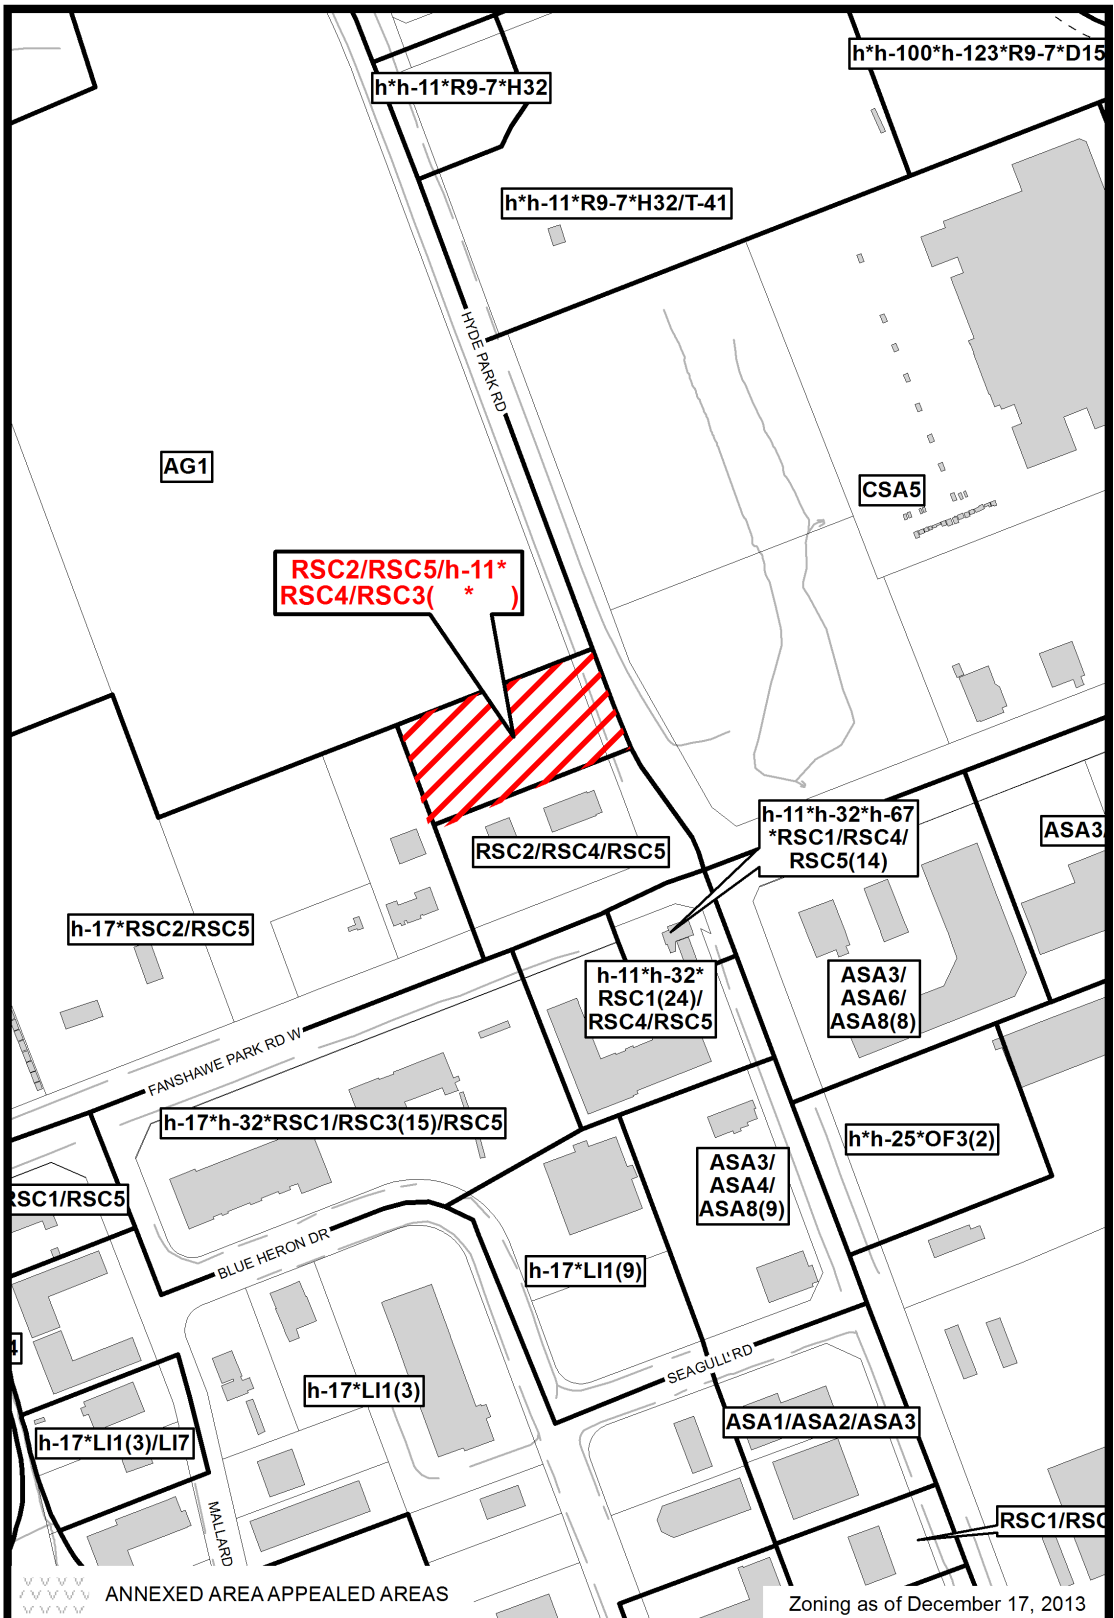 h*h-11*R9-7*H32
h*h-100*h-123*R9-7*D15
h*h-11*R9-7*H32/T-41
HYDE PARK RD
AG1
CSA5
RSC2/RSC5/h-11*
RSC4/RSC3( * )
h-11*h-32*h-67
*RSC1/RSC4/
RSC5(14)
ASA3/
RSC2/RSC4/RSC5
h-17*RSC2/RSC5
h-11*h-32*
RSC1(24)/
RSC4/RSC5
ASA3/
ASA6/
ASA8(8)
FANSHAWE PARK RD W
h-17*h-32*RSC1/RSC3(15)/RSC5
h*h-25*OF3(2)
RSC1/RSC5
ASA3/
ASA4/
ASA8(9)
BLUE HERON DR
h-17*LI1(9)
4
SEAGULL RD
h-17*LI1(3)
ASA1/ASA2/ASA3
h-17*LI1(3)/LI7
MALLARD
RSC1/RSC
ANNEXED AREA APPEALED AREAS
Zoning as of December 17, 2013